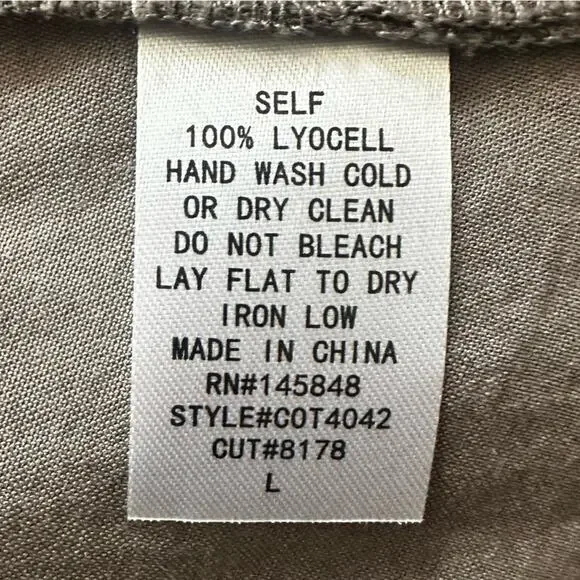 SELF
100% LYOCELL
HAND WASH COLD
OR DRY CLEAN
DO NOT BLEACH
LAY FLAT TO DRY
IRON LOW
MADE IN CHINA
RN#145848
STYLE#COT4042
CUT#8178
L